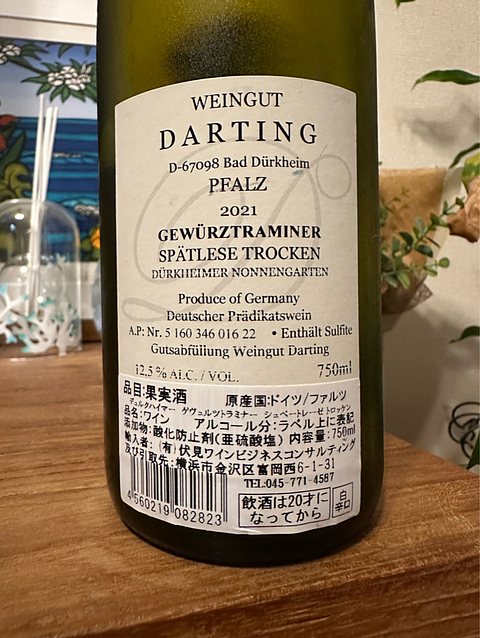 WEINGUT
DARTING
D-67098 Bad Dürkheim
PFALZ
2021
GEWÜRZTRAMINER
SPÄTLESE TROCKEN
DÜRKHEIMER NONNENGARTEN
Produce of Germany
Deutscher Prädikatswein
A.P: Nr. 5 160 346 016 22 • Enthält Sulfite
Gutsabfüllung Weingut Darting
12,5 % ALC. / VOL. 750ml
品目:果実酒 原産国:ドイツ/ファルツ
デュルクハイマー ゲヴュルツトラミナー シュペートレーゼ トロッケン
品名:ワイン アルコール分:ラベル上に表記
添加物:酸化防止剤(亜硫酸塩) 内容量:750ml
輸入者:(有)伏見ワインビジネスコンサルティング
及び引取先:横浜市金沢区富岡西6-1-31
TEL:045-771-4587
4 560219 082823
飲酒は20才に
なってから
白
辛口